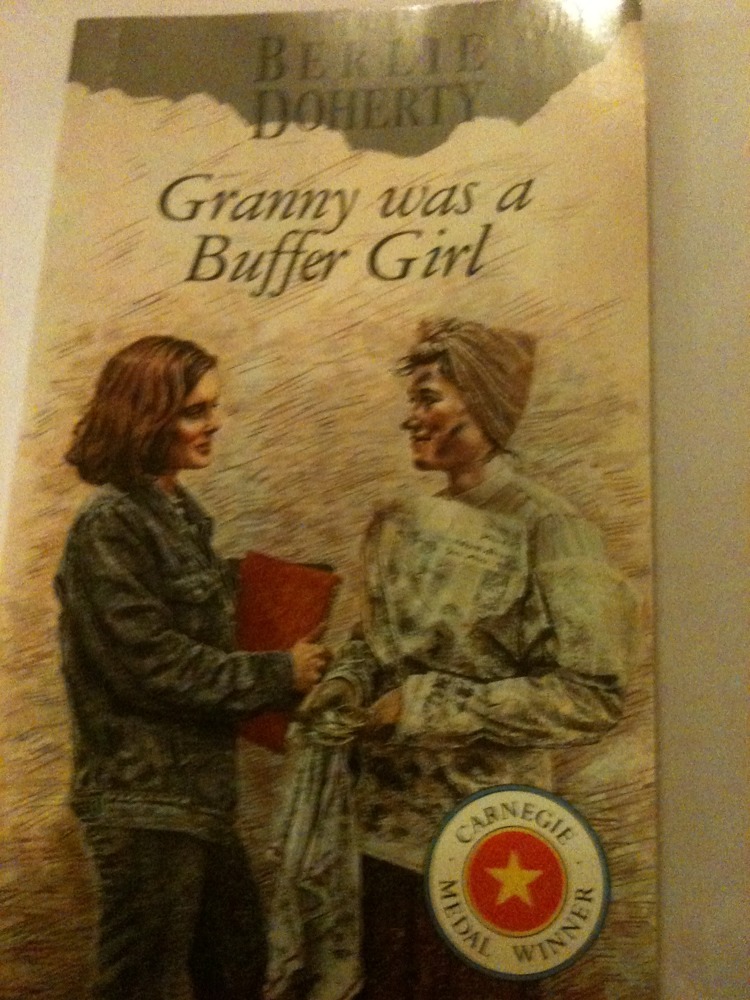 BERLIE
DOHERTY
Granny was a
Buffer Girl
CARNEGIE
MEDAL WINNER